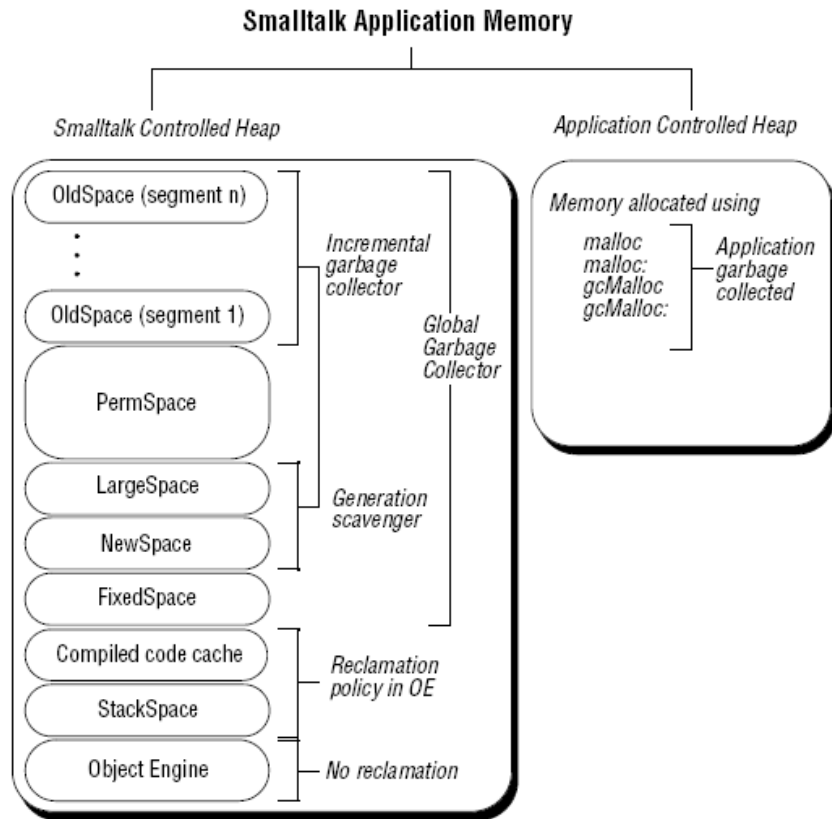 Smalltalk Application Memory
Smalltalk Controlled Heap
OldSpace (segment n)
OldSpace (segment 1)
PermSpace
LargeSpace
NewSpace
FixedSpace
Compiled code cache
StackSpace
Object Engine
Incremental
garbage
collector
Generation
scavenger
Reclamation
policy in OE
No reclamation
Global
Garbage
Collector
Application Controlled Heap
Memory allocated using
malloc
malloc:
gcMalloc
gcMalloc:
Application
garbage
collected